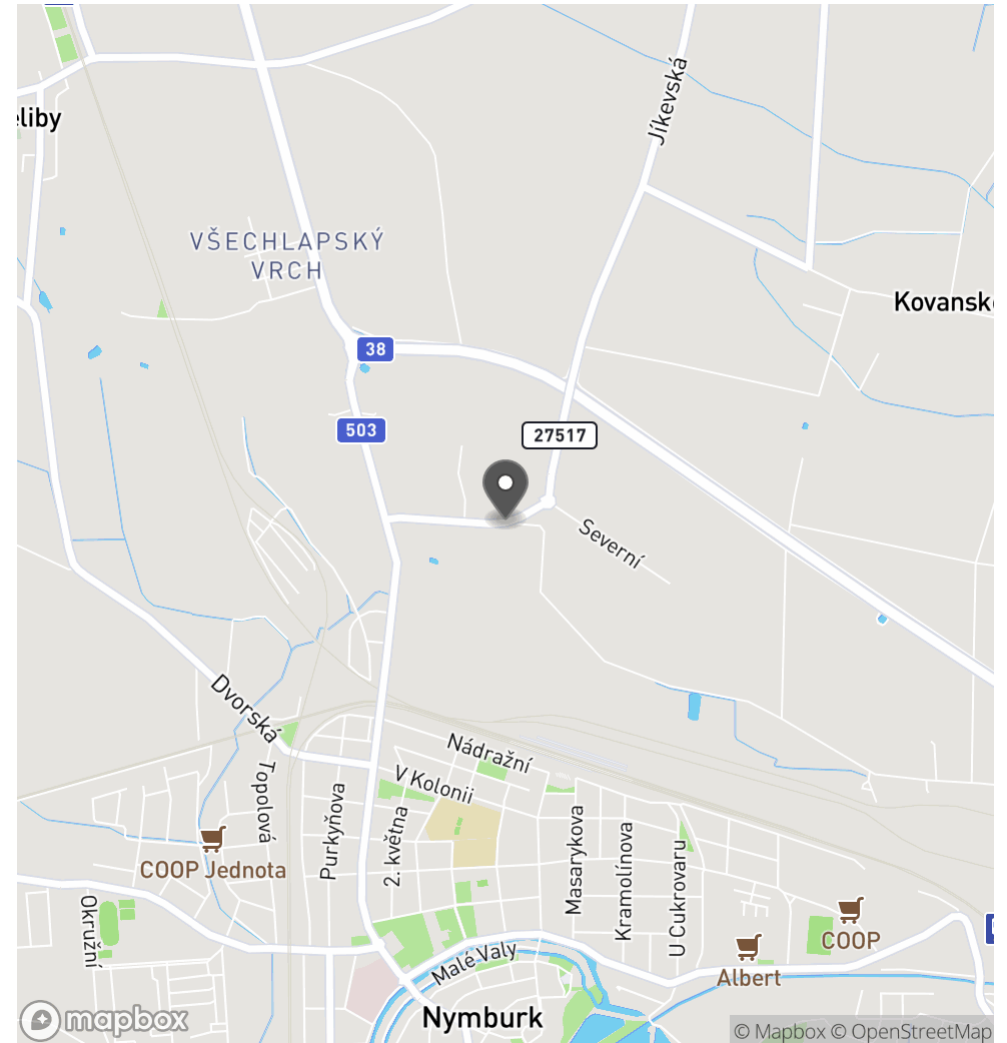 Jíkevská
eliby
VŠECHLAPSKÝ
VRCH
Kovansko
38
503
27517
Severní
Dvorská
Nádražní
V Kolonii
Topolová
Purkyňova
2. května
Masarykova
Kramolínova
U Cukrovaru
COOP Jednota
Okružní
COOP
Albert
Malé Valy
Nymburk
mapbox
© Mapbox © OpenStreetMap